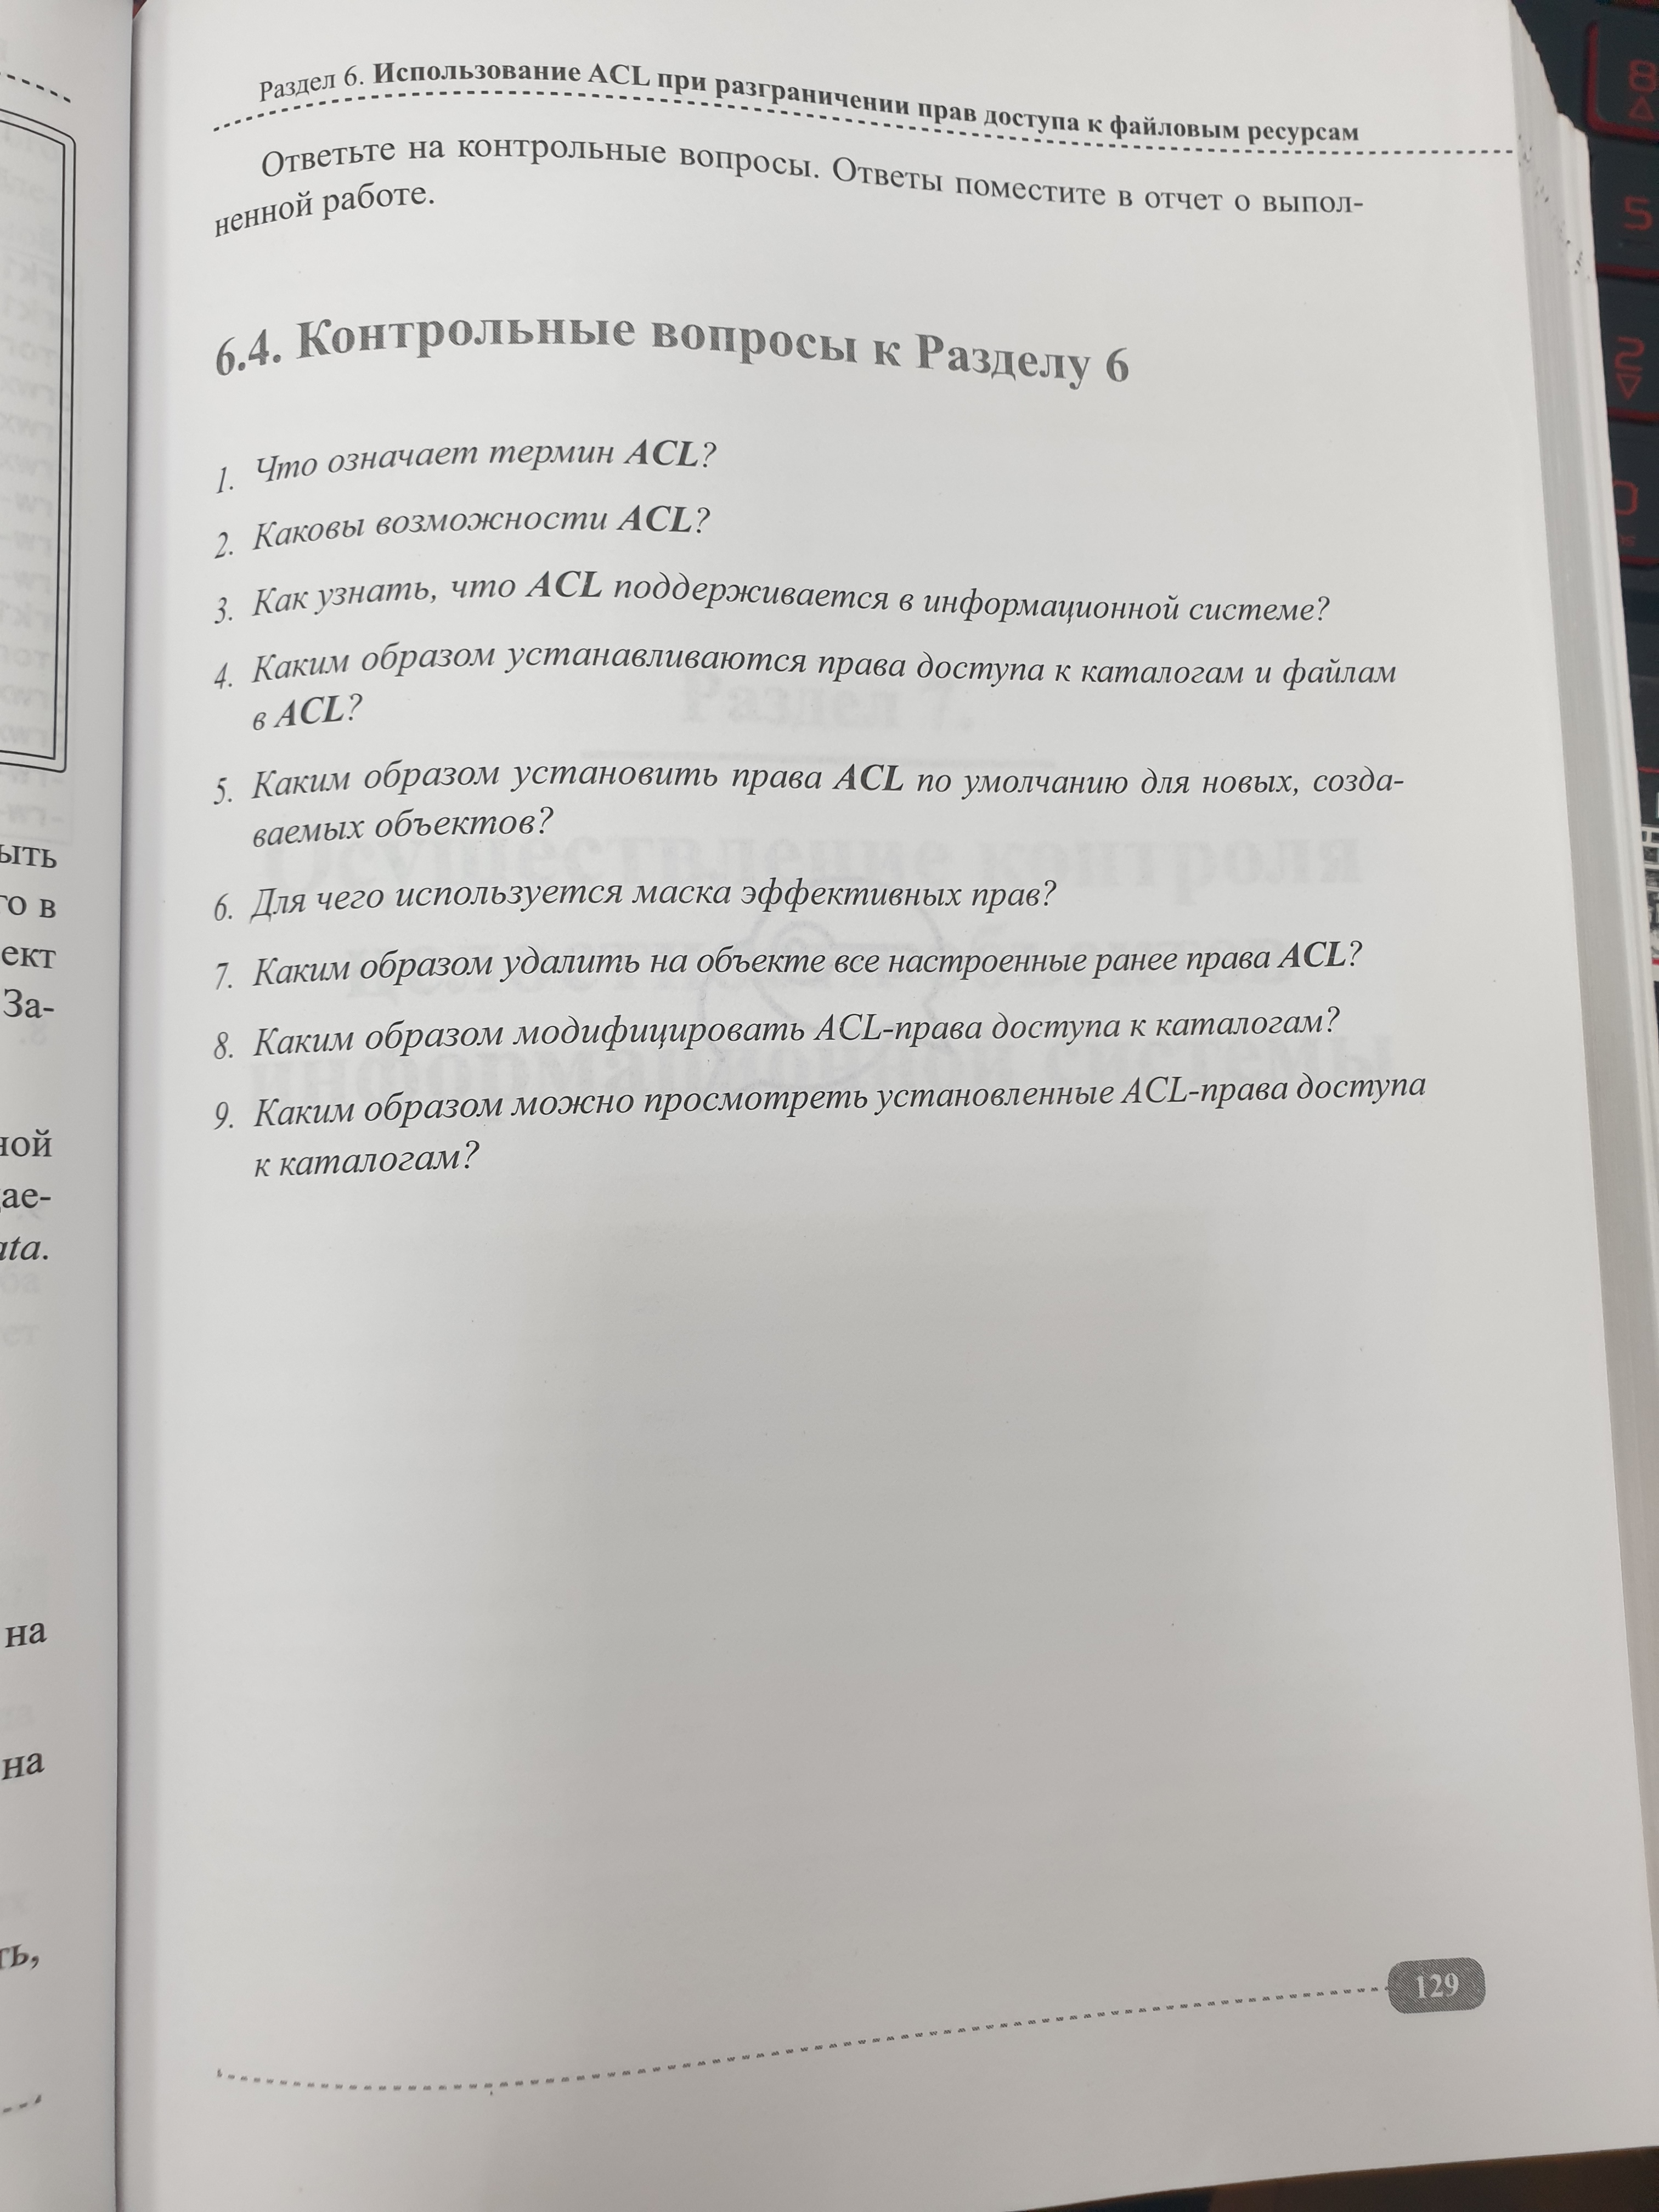 Раздел 6. Использование ACL при разграничении прав доступа к файловым ресурсам
Ответьте на контрольные вопросы. Ответы поместите в отчет о выпол-
ненной работе.
6.4. Контрольные вопросы к Разделу 6
1. Что означает термин ACL?
2. Каковы возможности ACL?
3. Как узнать, что ACL поддерживается в информационной системе?
4. Каким образом устанавливаются права доступа к каталогам и файлам
в ACL?
5. Каким образом установить права ACL по умолчанию для новых, созда-
ваемых объектов?
6. Для чего используется маска эффективных прав?
7. Каким образом удалить на объекте все настроенные ранее права ACL?
8. Каким образом модифицировать ACL-права доступа к каталогам?
9. Каким образом можно просмотреть установленные ACL-права доступа
к каталогам?
129